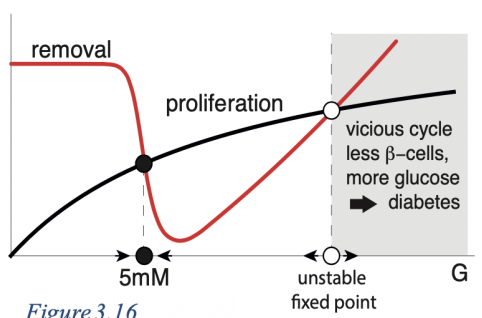 removal
proliferation
vicious cycle
less β–cells,
more glucose
➡ diabetes
5mM
unstable
fixed point
G
Figure 3.16